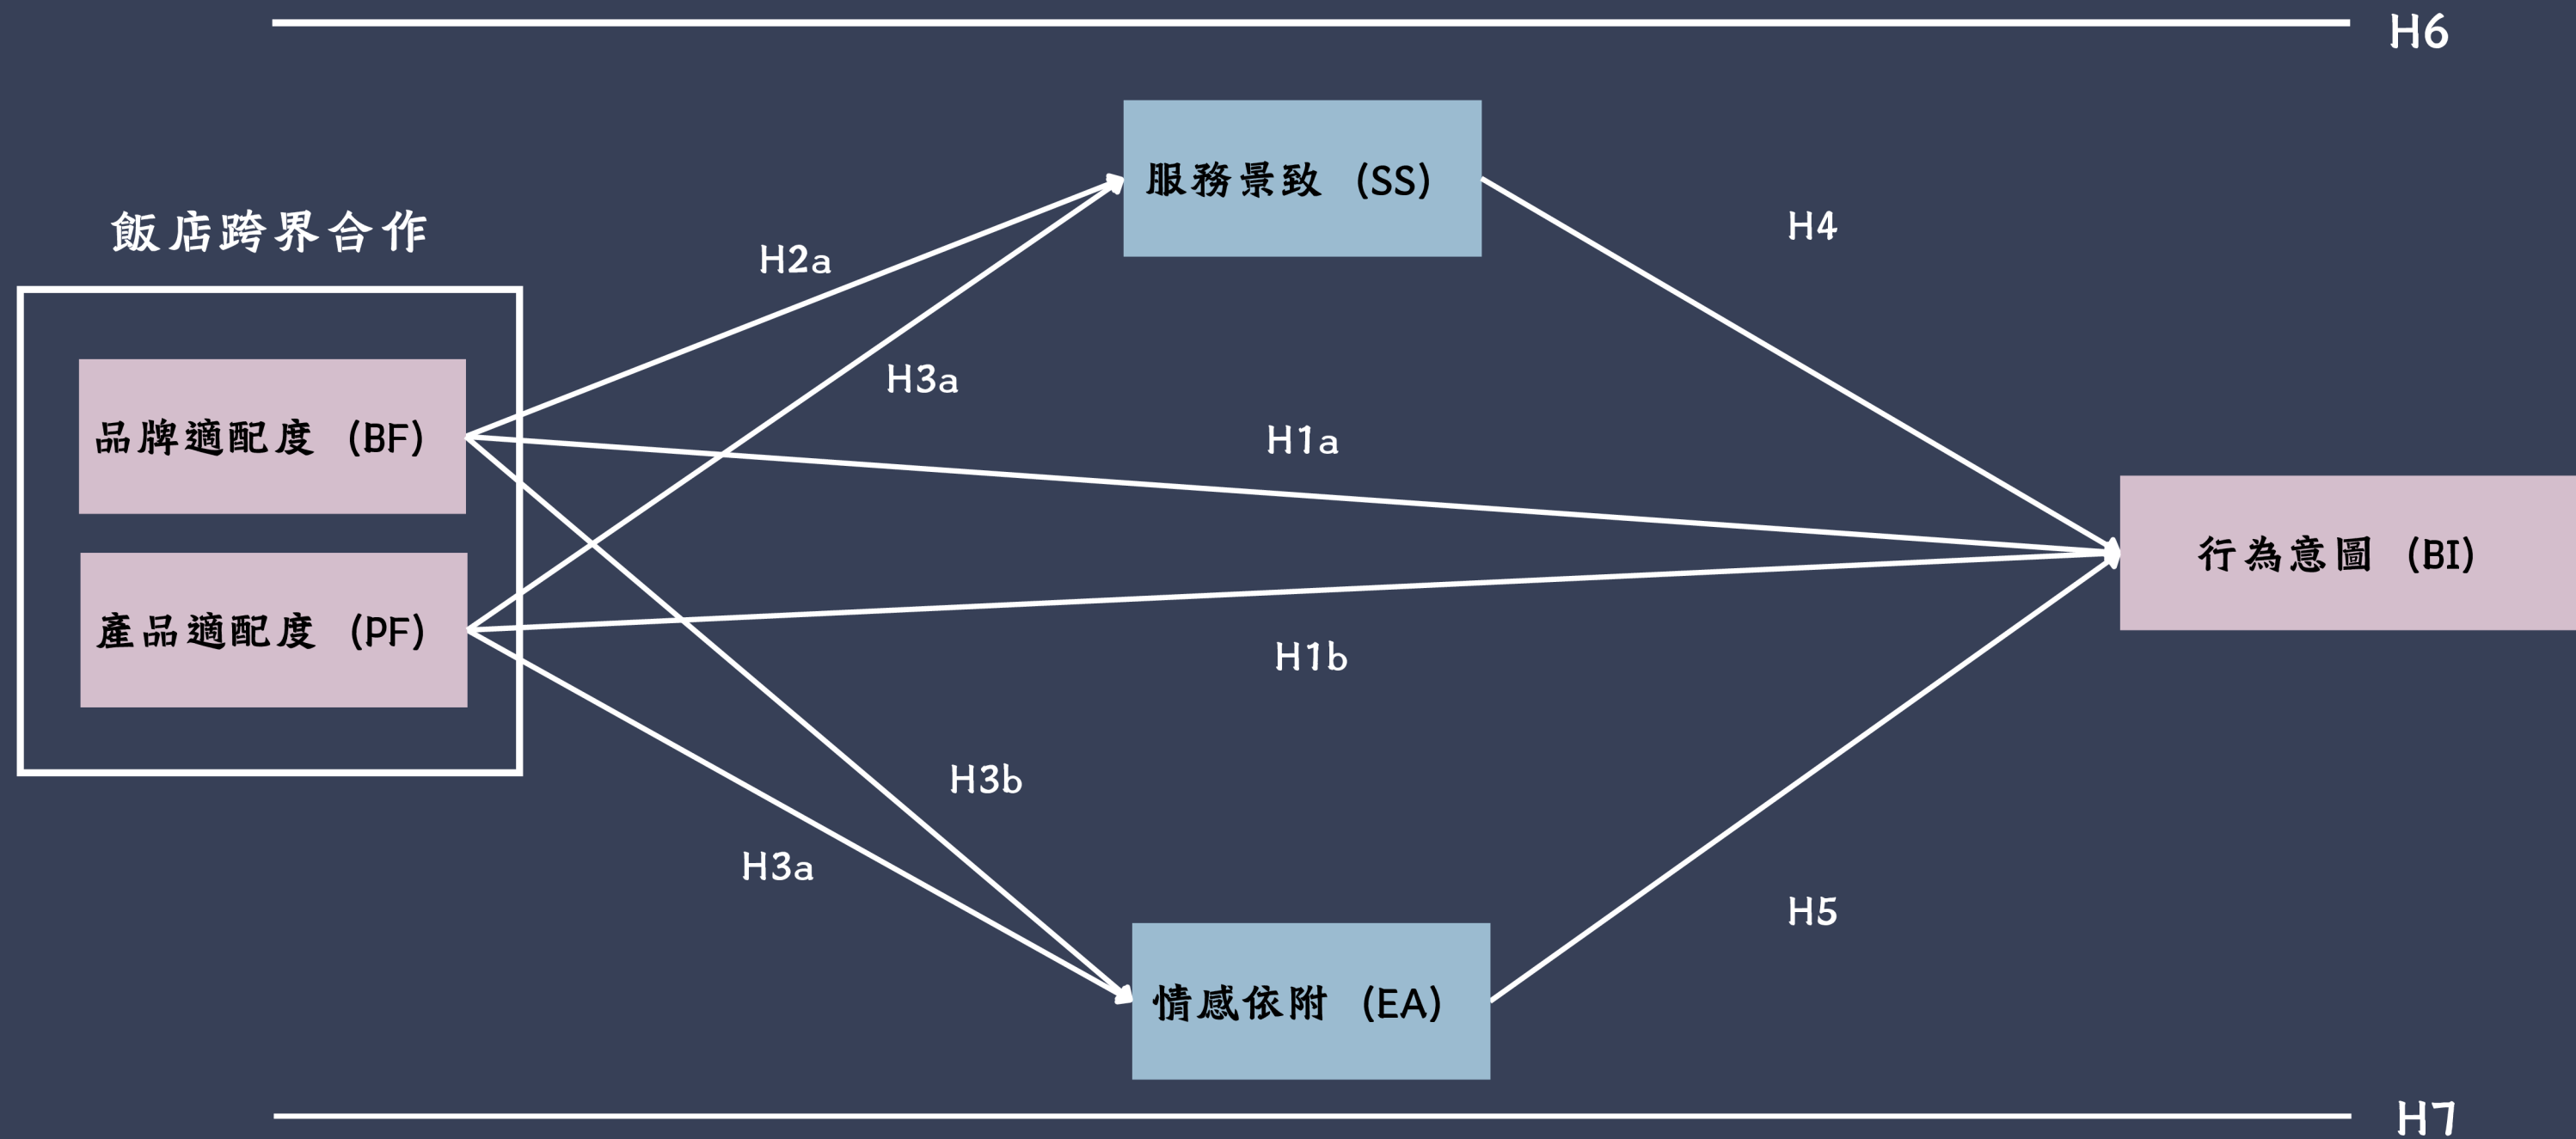 H6
服務景致 (SS)
飯店跨界合作
H4
H2a
H3a
品牌適配度 (BF)
H1a
行為意圖 (BI)
產品適配度 (PF)
H1b
H3b
H3a
H5
情感依附 (EA)
H7